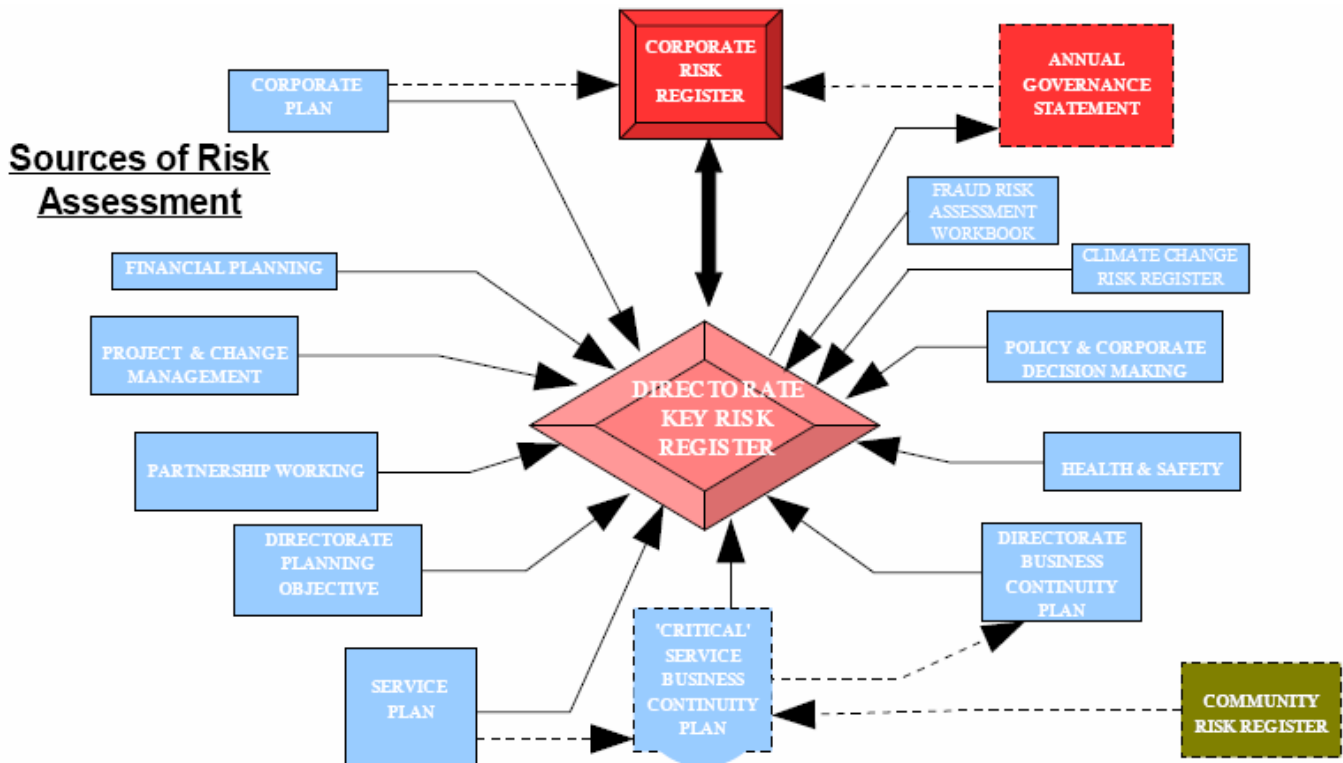 CORPORATE
RISK
REGISTER
ANNUAL
GOVERNANCE
STATEMENT
CORPORATE
PLAN
Sources of Risk
Assessment
FRAUD RISK
ASSESSMENT
WORKBOOK
FINANCIAL PLANNING
CLIMATE CHANGE
RISK REGISTER
PROJECT & CHANGE
MANAGEMENT
POLICY & CORPORATE
DECISION MAKING
DIRECTORATE
KEY RISK
REGISTER
PARTNERSHIP WORKING
HEALTH & SAFETY
DIRECTORATE
PLANNING
OBJECTIVE
DIRECTORATE
BUSINESS
CONTINUITY
PLAN
'CRITICAL'
SERVICE
BUSINESS
CONTINUITY
PLAN
SERVICE
PLAN
COMMUNITY
RISK REGISTER